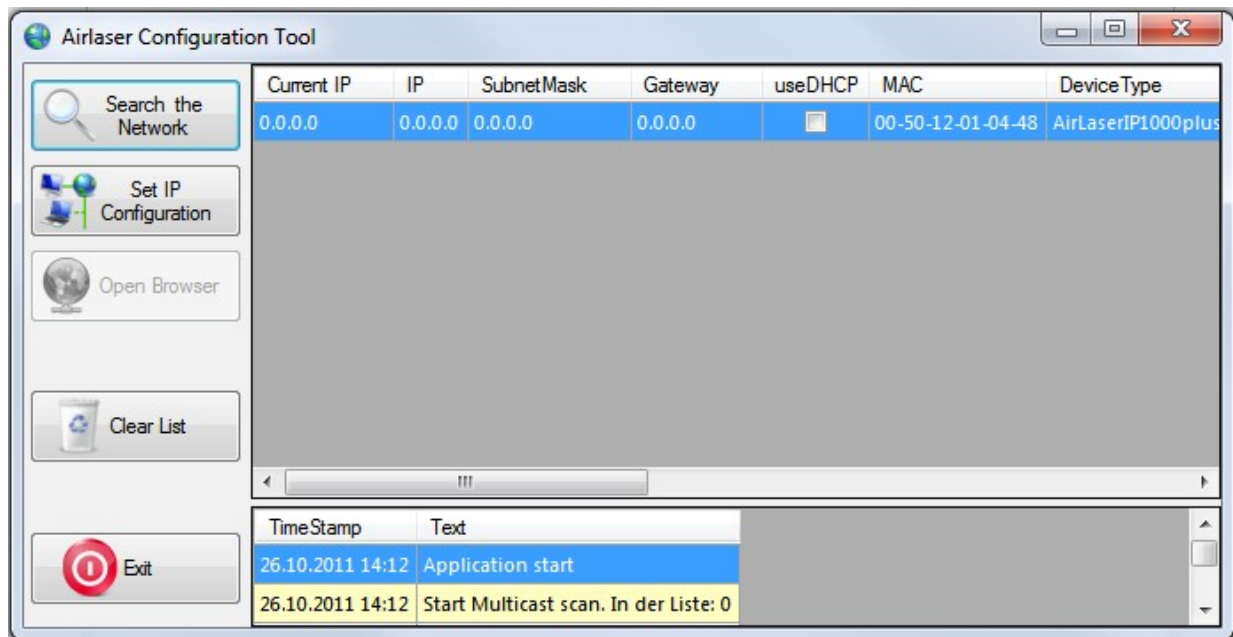 Airlaser Configuration Tool
Search the
Network
Set IP
Configuration
Open Browser
Clear List
Exit
Current IP IP SubnetMask Gateway useDHCP MAC DeviceType
0.0.0.0 0.0.0.0 0.0.0.0 0.0.0.0 00-50-12-01-04-48 AirLaserIP1000plus
TimeStamp Text
26.10.2011 14:12 Application start
26.10.2011 14:12 Start Multicast scan. In der Liste: 0